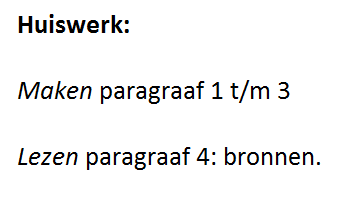 Huiswerk:
Maken paragraaf 1 t/m 3
Lezen paragraaf 4: bronnen.